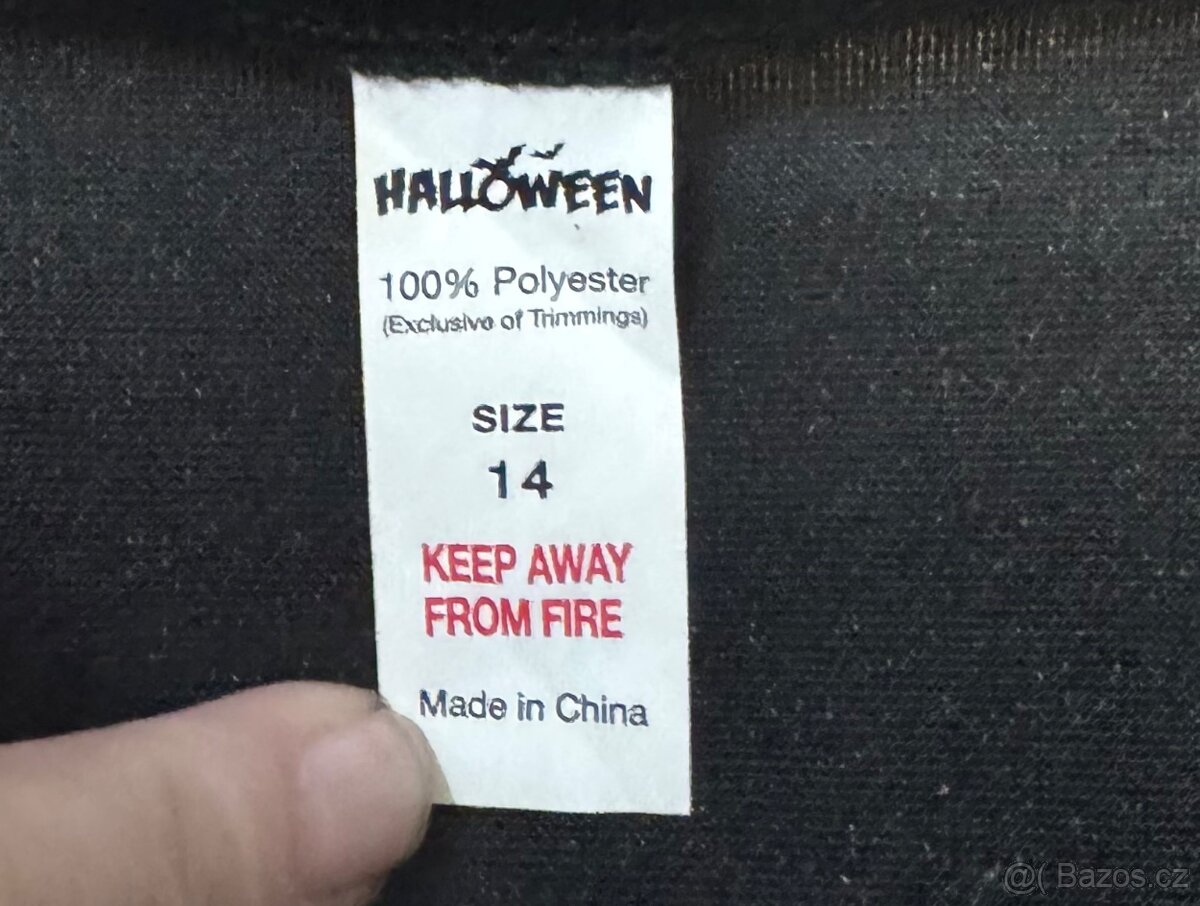 HALLOWEEN
100% Polyester
(Exclusive of Trimmings)
SIZE
14
KEEP AWAY
FROM FIRE
Made in China
@( Bazos.cz